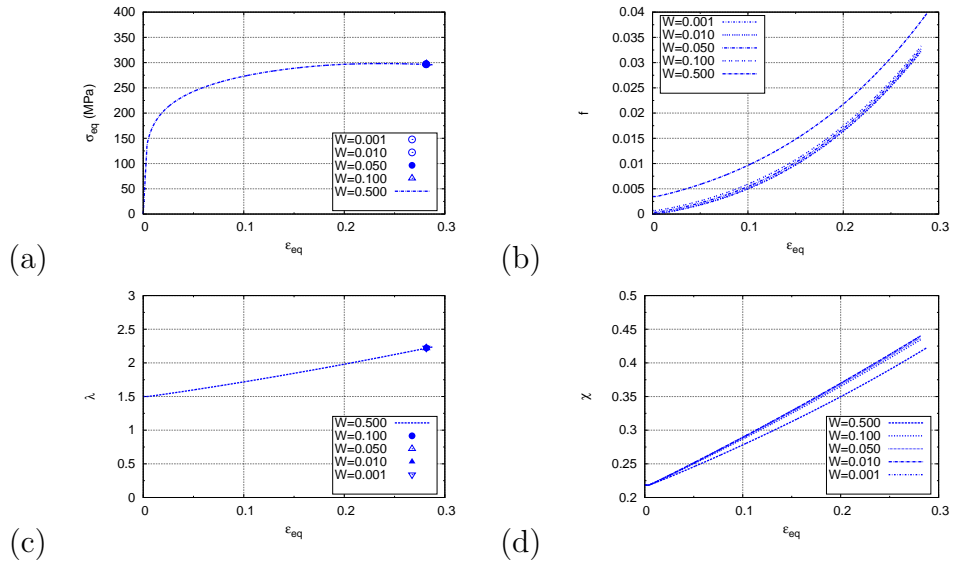 400
350
300
250
200
150
100
50
0
0
0.1
0.2
0.3
σeq (MPa)
εeq
W=0.001
W=0.010
W=0.050
W=0.100
W=0.500
(a)
0.04
0.035
0.03
0.025
0.02
0.015
0.01
0.005
0
0
0.1
0.2
0.3
f
εeq
W=0.001
W=0.010
W=0.050
W=0.100
W=0.500
(b)
3
2.5
2
1.5
1
0.5
0
0
0.1
0.2
0.3
λ
εeq
W=0.500
W=0.100
W=0.050
W=0.010
W=0.001
(c)
0.5
0.45
0.4
0.35
0.3
0.25
0.2
0
0.1
0.2
0.3
χ
εeq
W=0.500
W=0.100
W=0.050
W=0.010
W=0.001
(d)